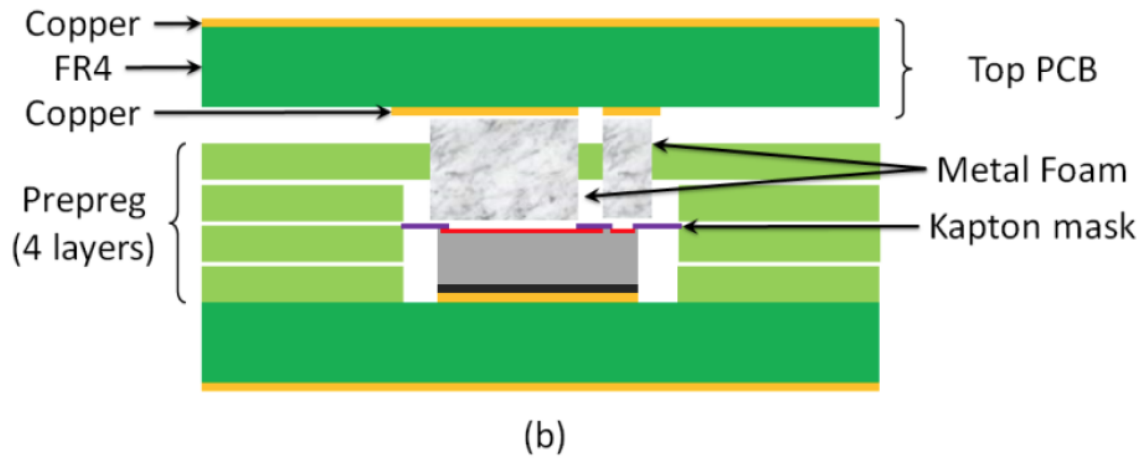 Copper
FR4
Copper
Top PCB
Prepreg
(4 layers)
Metal Foam
Kapton mask
(b)